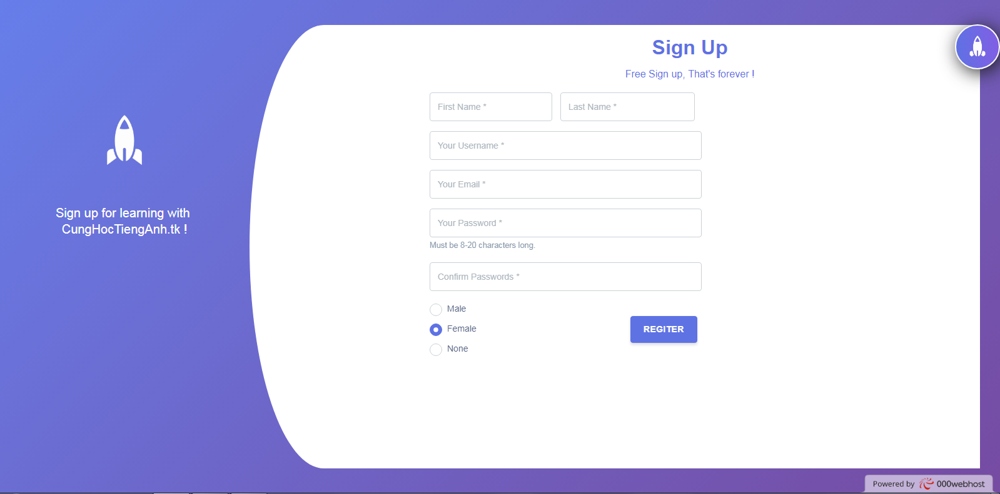 Sign Up
Free Sign up, That's forever !
First Name *
Last Name *
Your Username *
Your Email *
Your Password *
Must be 8-20 characters long.
Confirm Passwords *
Male
Female
None
REGITER
Sign up for learning with
CungHocTiengAnh.tk !
Powered by 000webhost